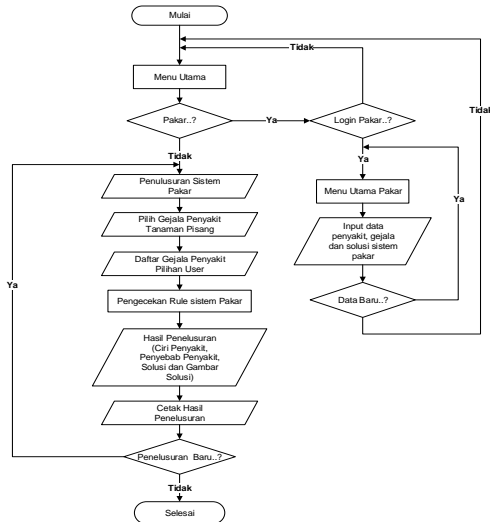 Mulai
Tidak
Menu Utama
Tidal
Pakar..?
Ya
Login Pakar..?
Tidak
Ya
Penulusuran Sistem
Pakar
Menu Utama Pakar
Ya
Pilih Gejala Penyakit
Tanaman Pisang
Input data
penyakit, gejala
dan solusi sistem
pakar
Daftar Gejala Penyakit
Pilihan User
Ya
Pengecekan Rule sistem Pakar
Data Baru..?
Hasil Penelusuran
(Ciri Penyakit,
Penyebab Penyakit,
Solusi dan Gambar
Solusi)
Cetak Hasil
Penelusuran
Penelusuran Baru..?
Tidak
Selesai